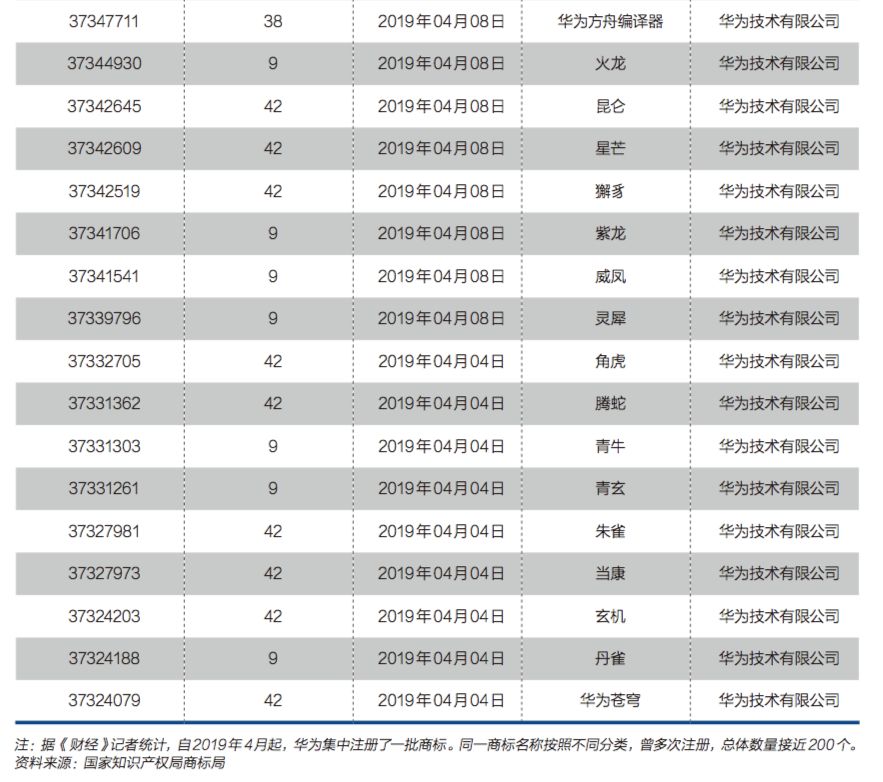 37347711 38 2019年04月08日 华为方舟编译器 华为技术有限公司
37344930 9 2019年04月08日 火龙 华为技术有限公司
37342645 42 2019年04月08日 昆仑 华为技术有限公司
37342609 42 2019年04月08日 星芒 华为技术有限公司
37342519 42 2019年04月08日 獬豸 华为技术有限公司
37341706 9 2019年04月08日 紫龙 华为技术有限公司
37341541 9 2019年04月08日 威凤 华为技术有限公司
37339796 9 2019年04月08日 灵犀 华为技术有限公司
37332705 42 2019年04月04日 角虎 华为技术有限公司
37331362 42 2019年04月04日 腾蛇 华为技术有限公司
37331303 9 2019年04月04日 青牛 华为技术有限公司
37331261 9 2019年04月04日 青玄 华为技术有限公司
37327981 42 2019年04月04日 朱雀 华为技术有限公司
37327973 42 2019年04月04日 当康 华为技术有限公司
37324203 42 2019年04月04日 玄机 华为技术有限公司
37324188 9 2019年04月04日 丹雀 华为技术有限公司
37324079 42 2019年04月04日 华为苍穹 华为技术有限公司
注：据《财经》记者统计，自2019年4月起，华为集中注册了一批商标。同一商标名称按照不同分类，曾多次注册，总体数量接近200个。
资料来源：国家知识产权局商标局